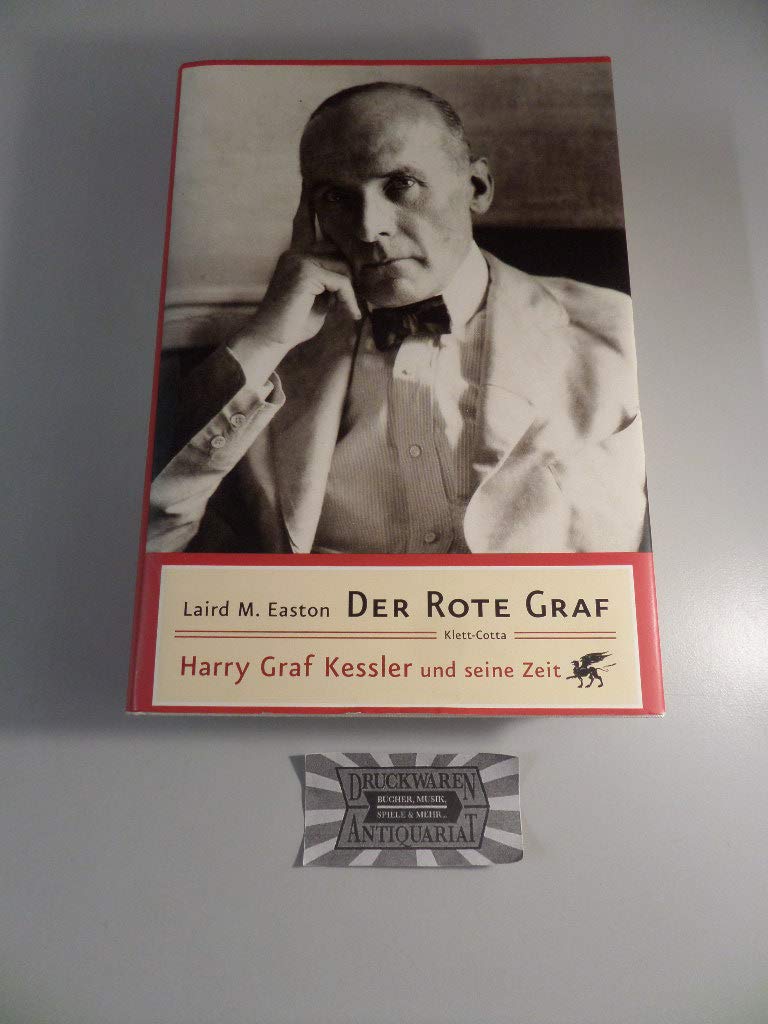 Laird M. Easton DER ROTE GRAF
Klett-Cotta
Harry Graf Kessler und seine Zeit
DRUCKWAREN
BÜCHER, MUSIK,
SPIELE & MEHR...
ANTIQUARIAT